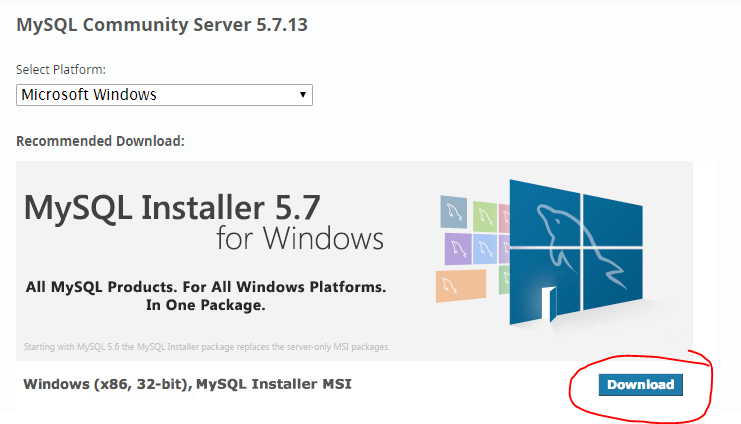 MySQL Community Server 5.7.13
Select Platform:
Microsoft Windows
Recommended Download:
MySQL Installer 5.7
for Windows
All MySQL Products. For All Windows Platforms.
In One Package.
Starting with MySQL 5.6 the MySQL Installer package replaces the server-only MSI packages.
Windows (x86, 32-bit), MySQL Installer MSI
Download